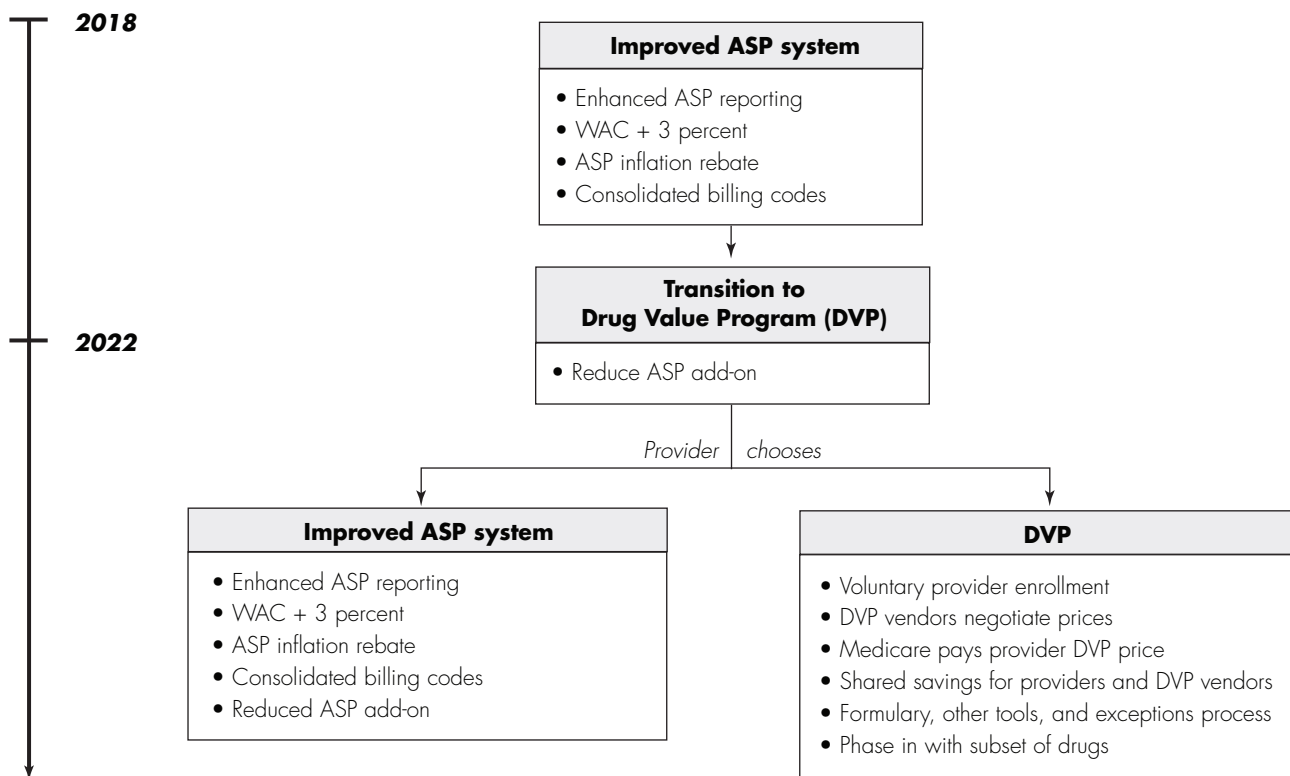 2018
Improved ASP system
• Enhanced ASP reporting
• WAC + 3 percent
• ASP inflation rebate
• Consolidated billing codes
Transition to
Drug Value Program (DVP)
2022
• Reduce ASP add-on
Provider chooses
Improved ASP system
• Enhanced ASP reporting
• WAC + 3 percent
• ASP inflation rebate
• Consolidated billing codes
• Reduced ASP add-on
DVP
• Voluntary provider enrollment
• DVP vendors negotiate prices
• Medicare pays provider DVP price
• Shared savings for providers and DVP vendors
• Formulary, other tools, and exceptions process
• Phase in with subset of drugs